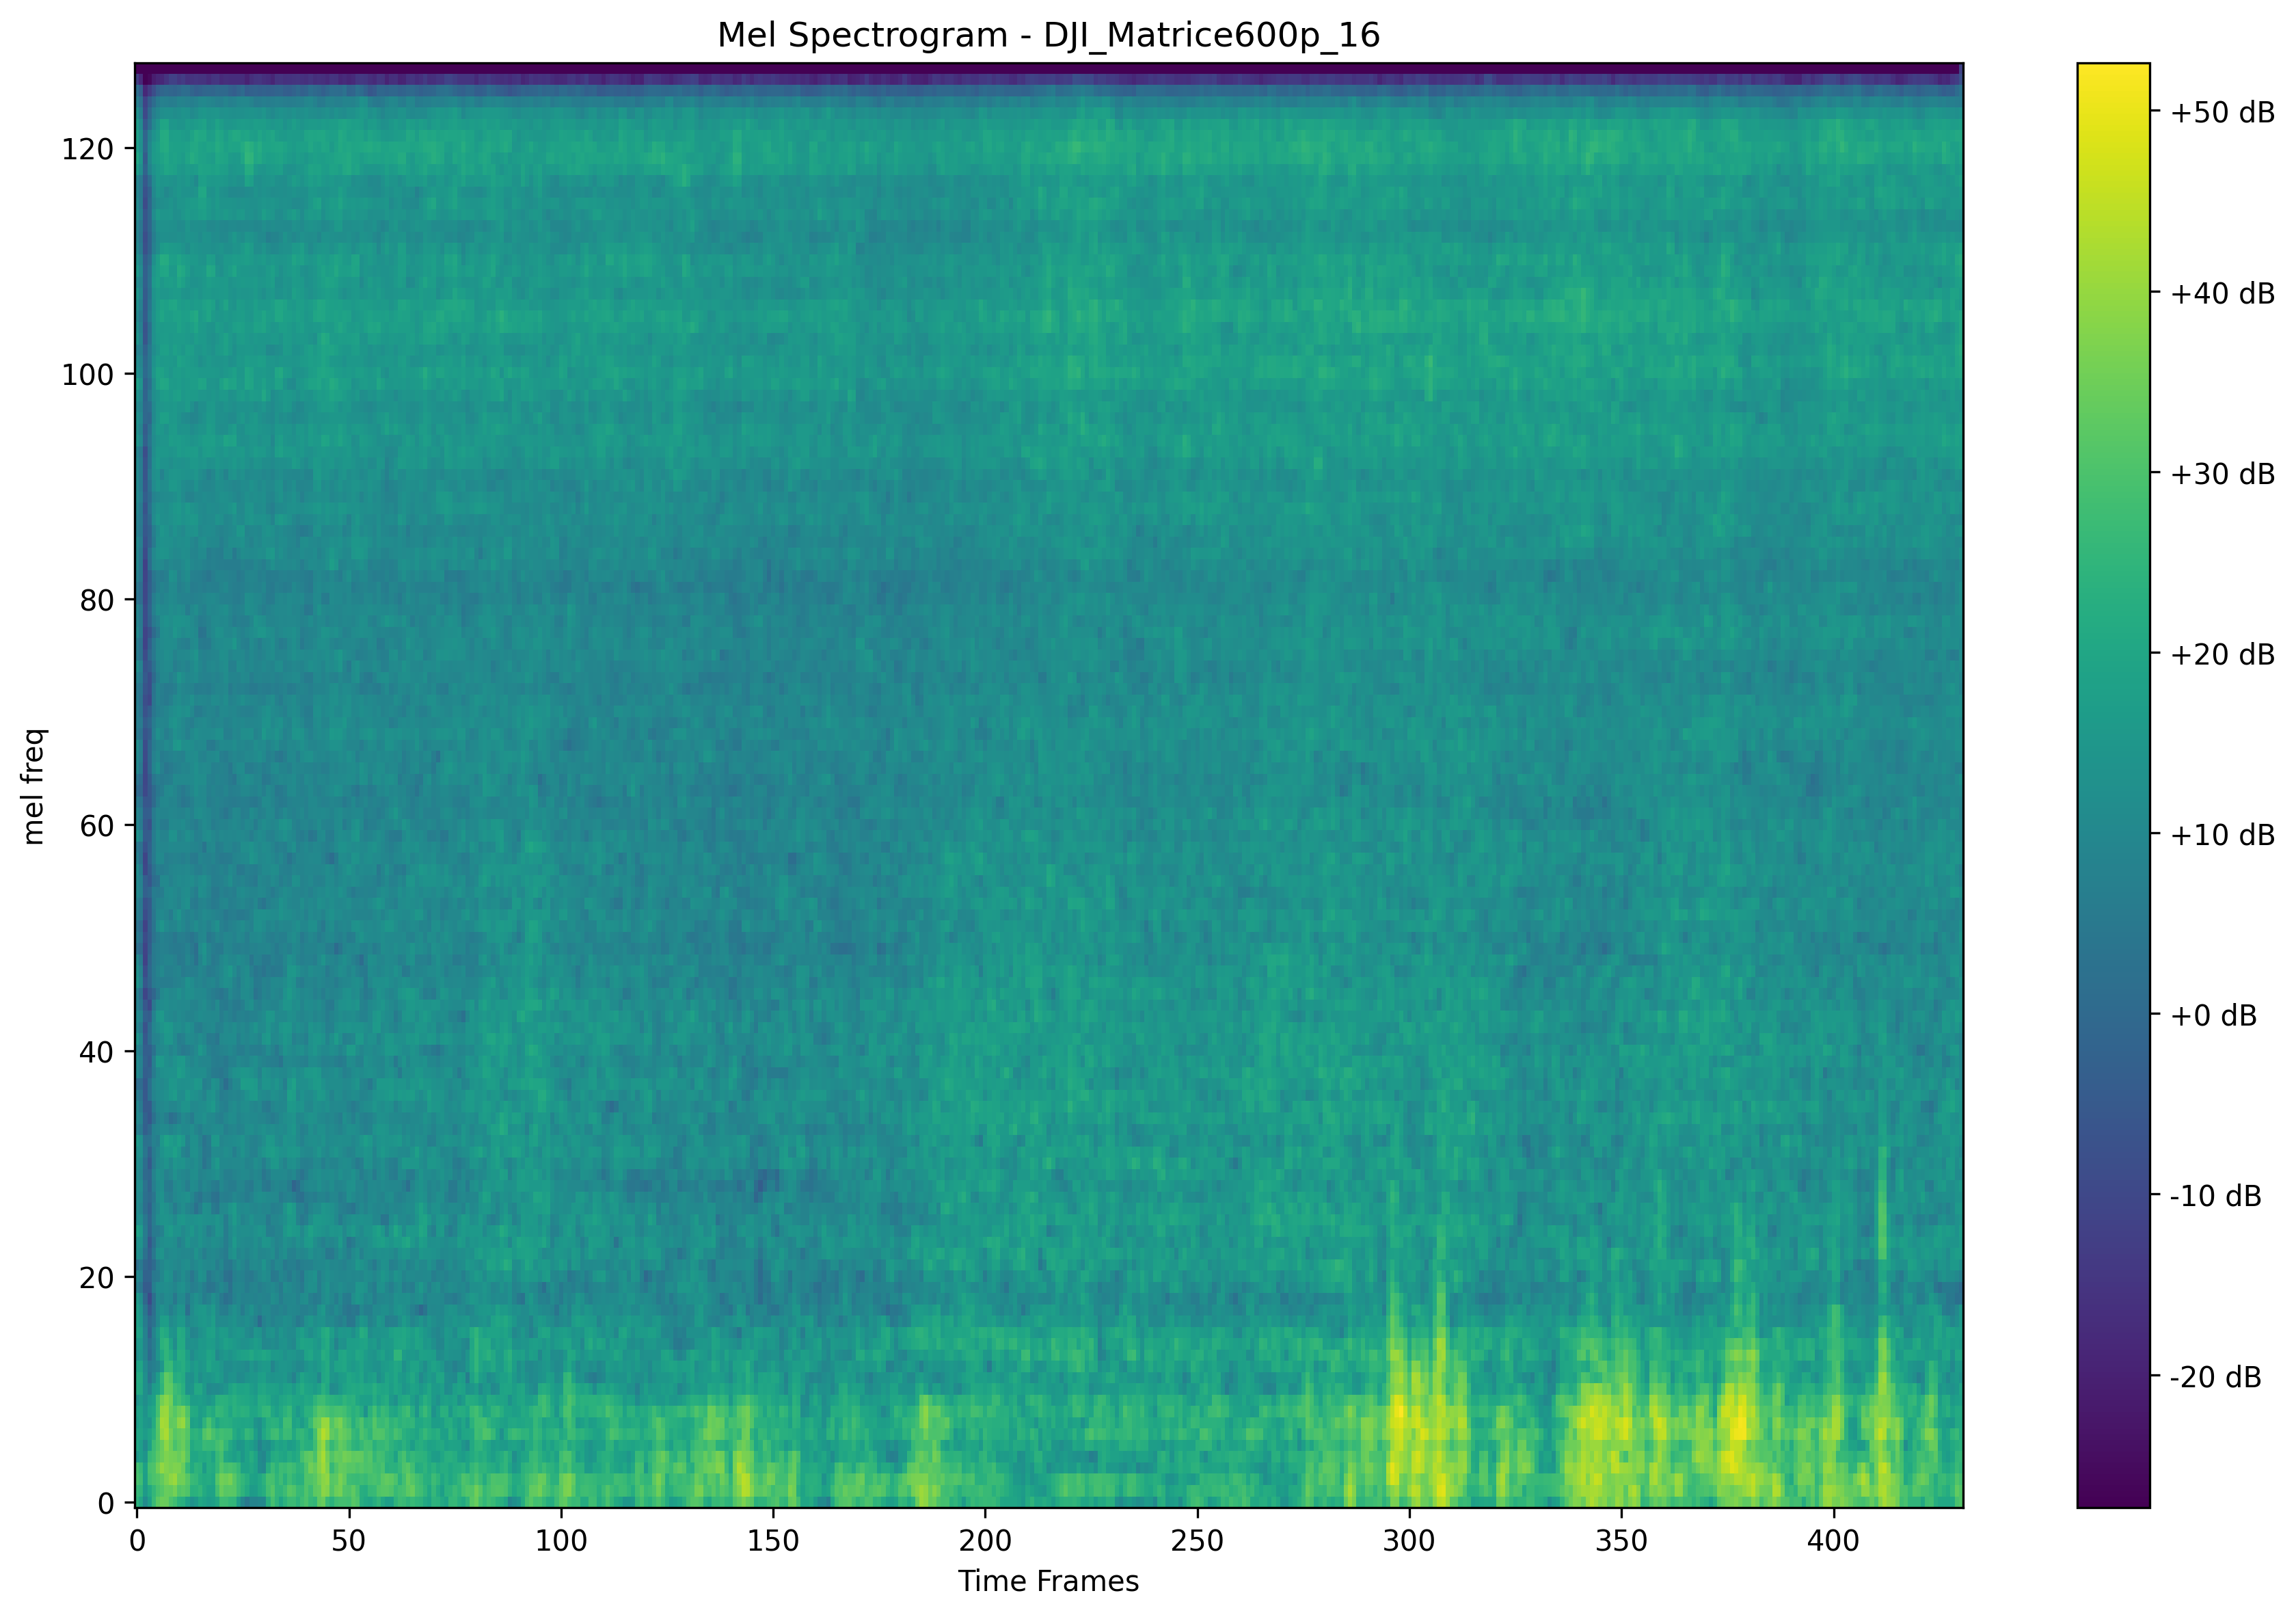 Mel Spectrogram - DJI_Matrice600p_16
mel freq
120
100
80
60
40
20
0
0 50 100 150 200 250 300 350 400
Time Frames
+50 dB
+40 dB
+30 dB
+20 dB
+10 dB
+0 dB
-10 dB
-20 dB